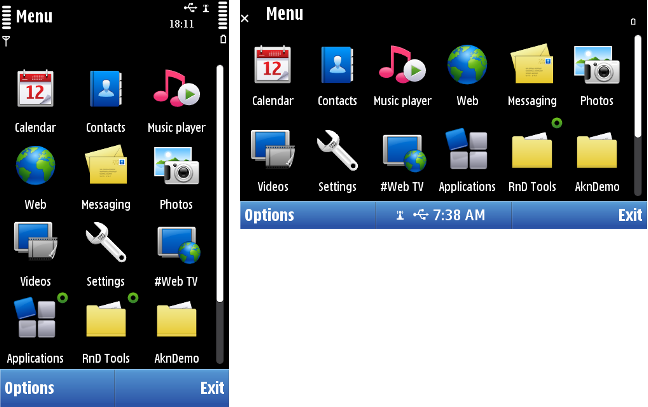 Menu
18:11
12
Calendar Contacts Music player
Web Messaging Photos
Videos Settings #Web TV
Applications RnD Tools AknDemo
Options Exit
Menu
12
Calendar Contacts Music player Web Messaging Photos
Videos Settings #Web TV Applications RnD Tools AknDemo
Options 7:38 AM Exit